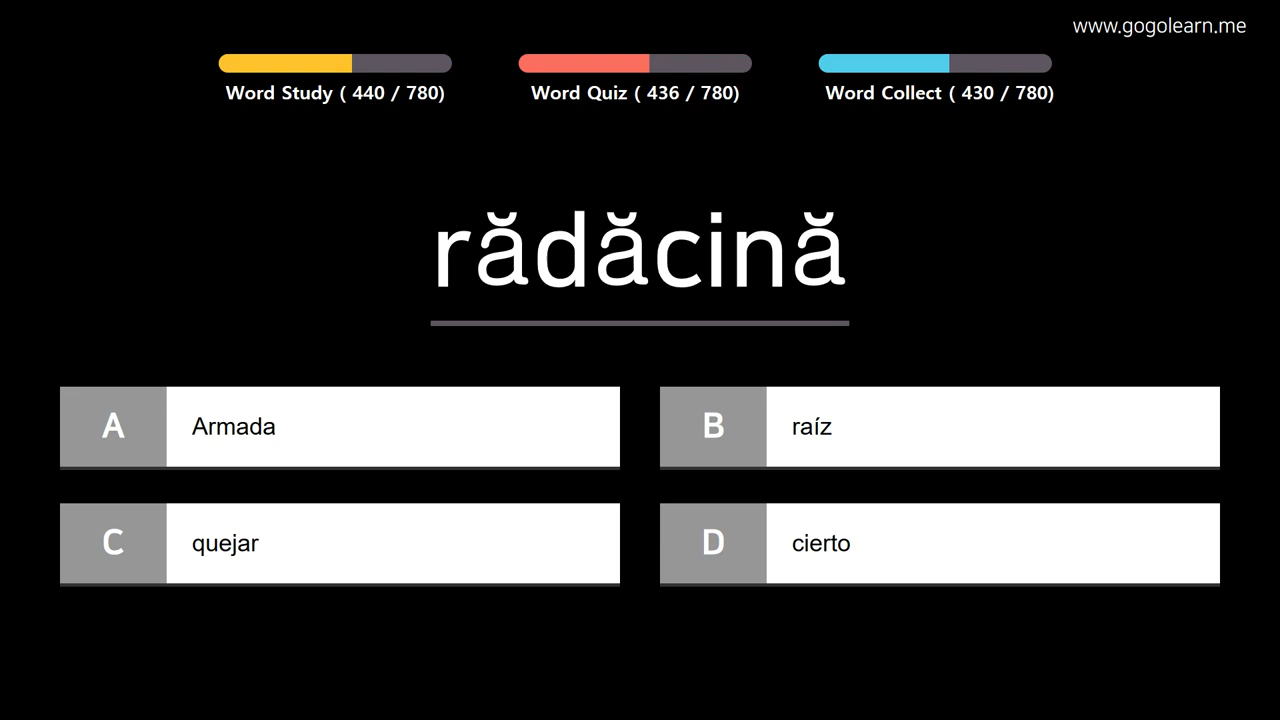 www.gogolearn.me
Word Study ( 440 / 780)
Word Quiz ( 436 / 780)
Word Collect ( 430 / 780)
rădăcină
A Armada
B raíz
C quejar
D cierto